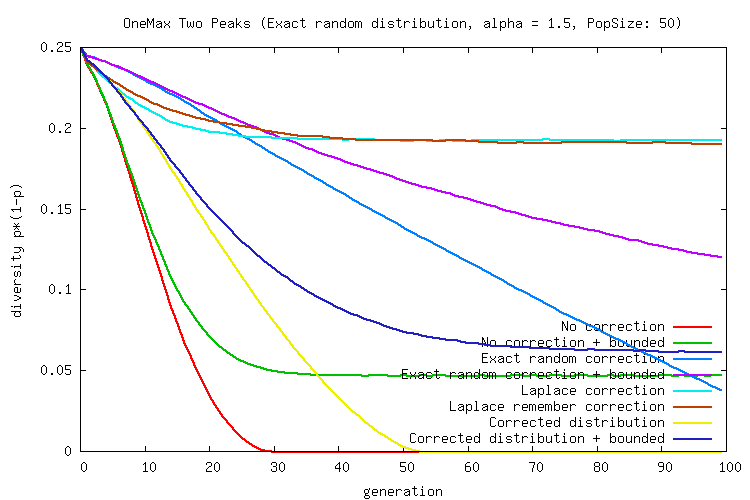 OneMax Two Peaks (Exact random distribution, alpha = 1.5, PopSize: 50)
0.25
0.2
0.15
0.1
0.05
0
diversity p*(1-p)
No correction
No correction + bounded
Exact random correction
Exact random correction + bounded
Laplace correction
Laplace remember correction
Corrected distribution
Corrected distribution + bounded
0 10 20 30 40 50 60 70 80 90 100
generation